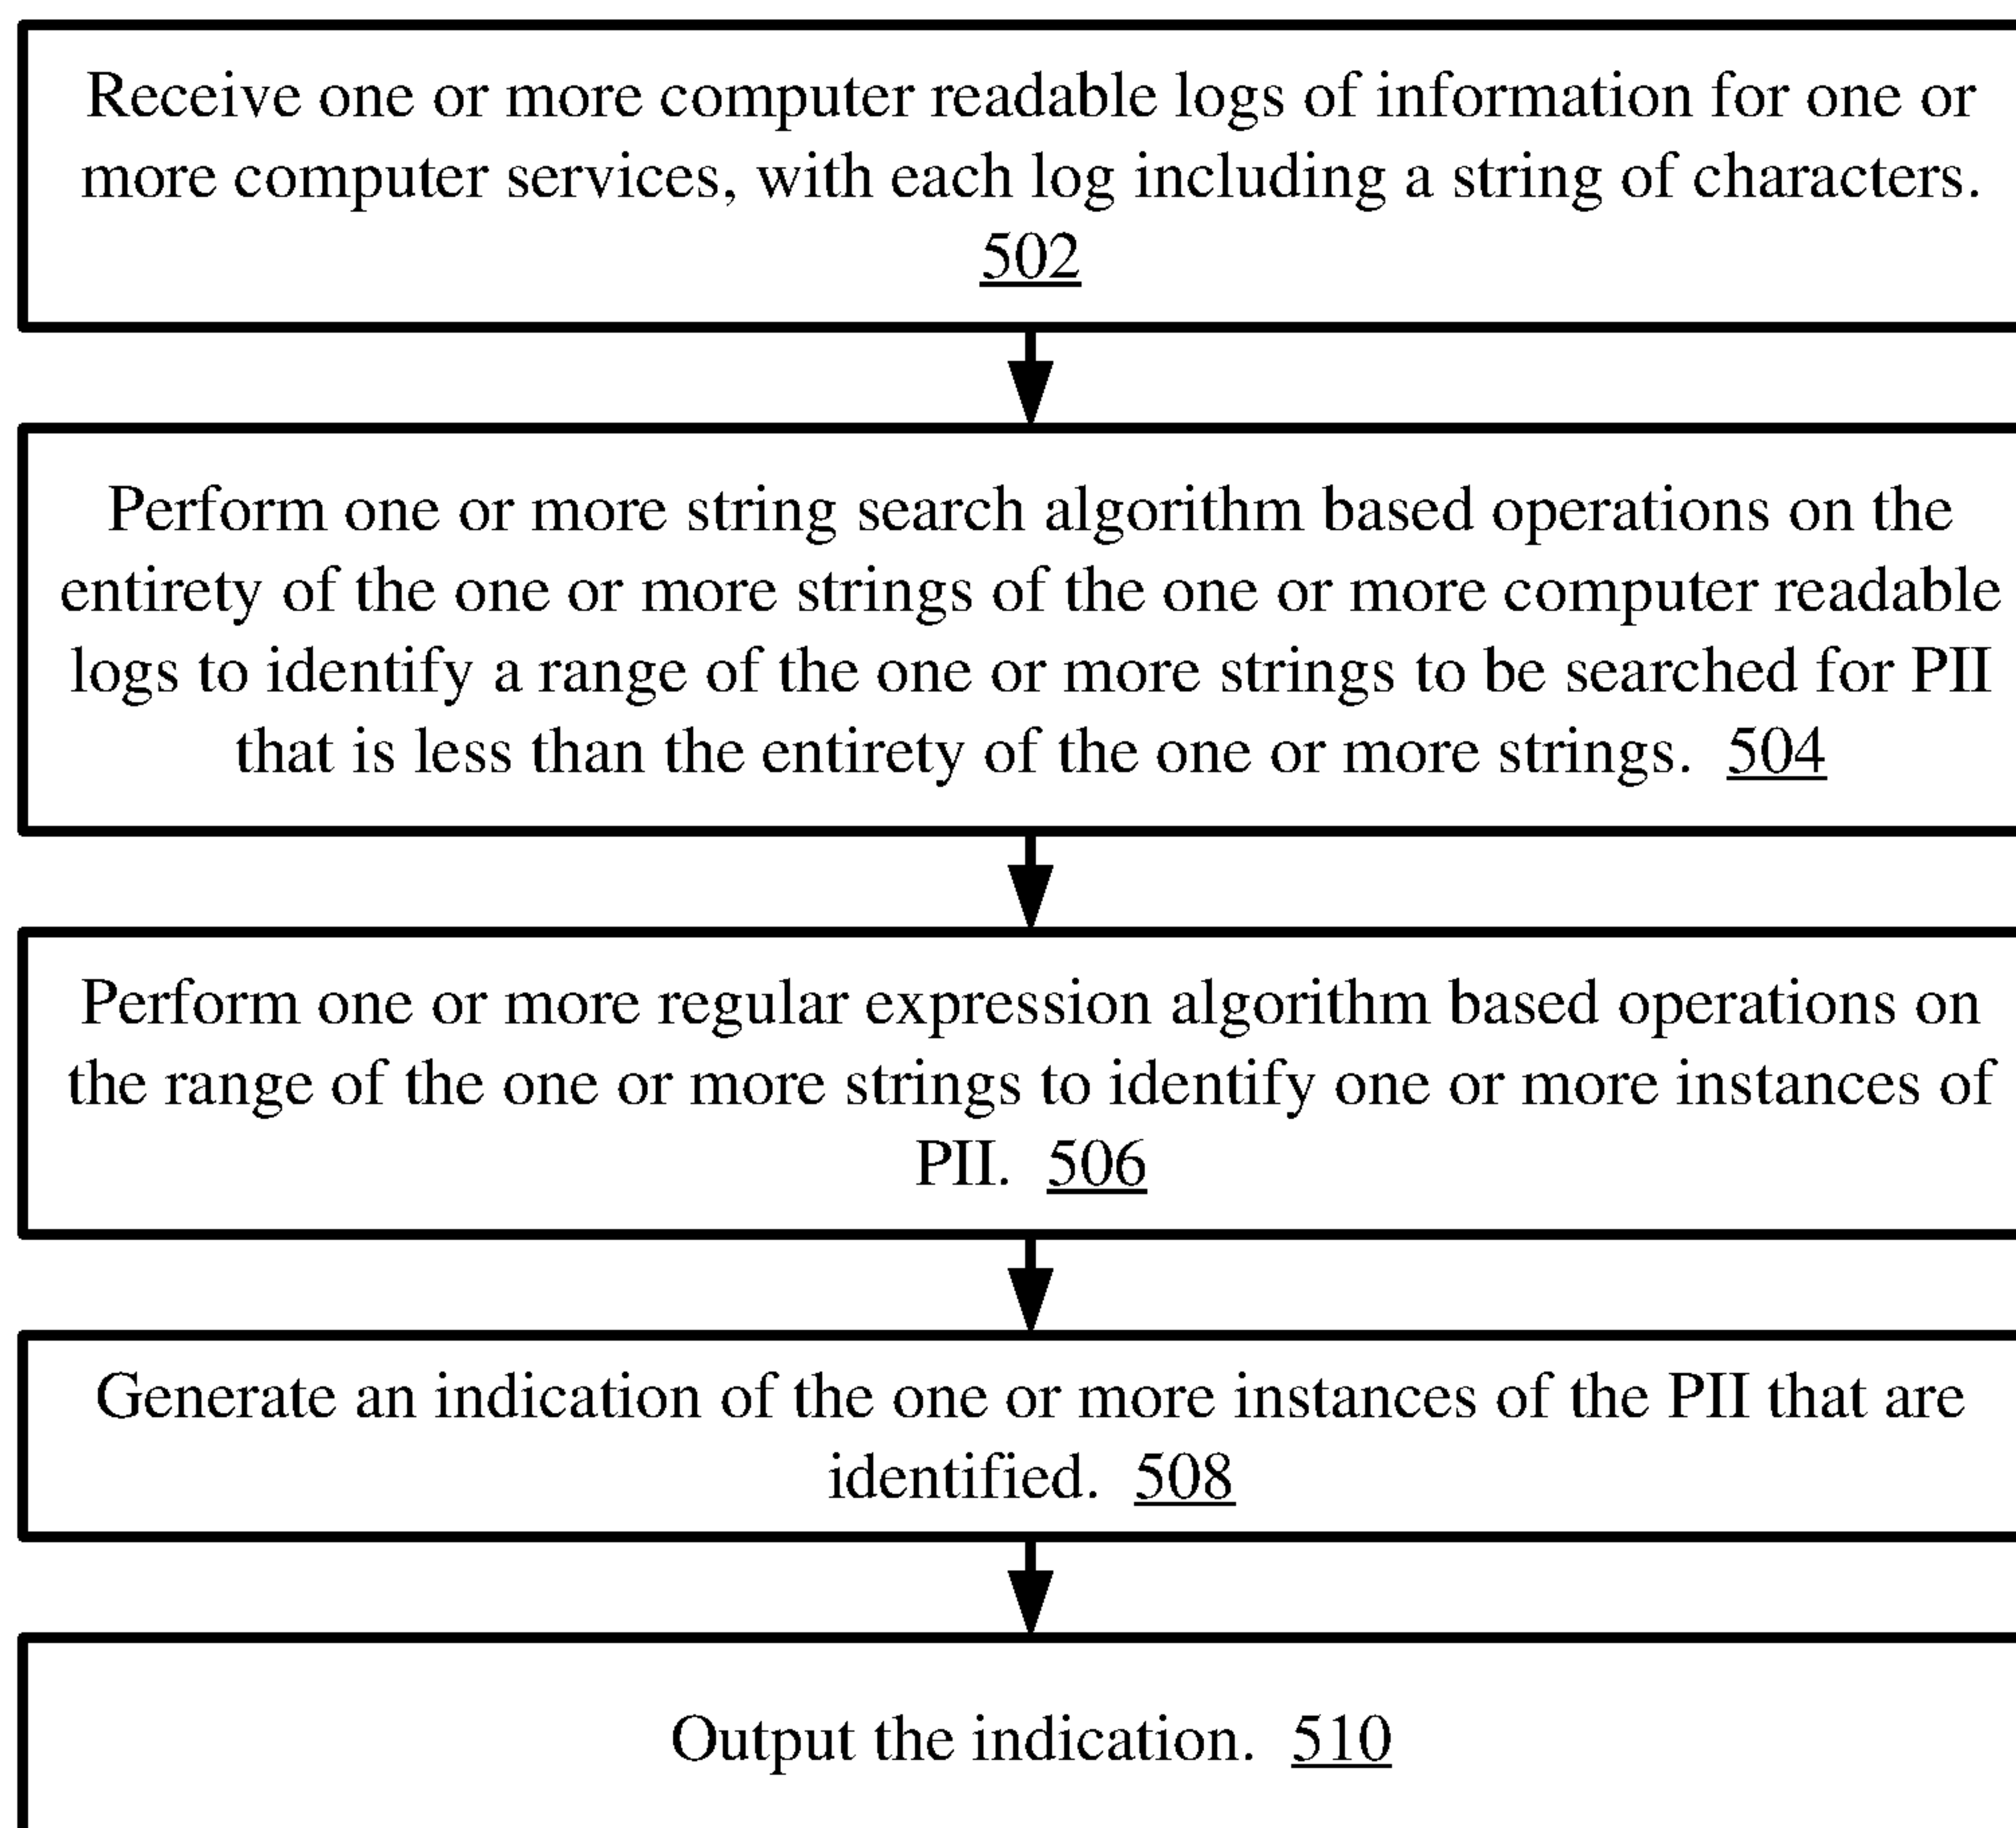 Receive one or more computer readable logs of information for one or
more computer services, with each log including a string of characters.
502
Perform one or more string search algorithm based operations on the
entirety of the one or more strings of the one or more computer readable
logs to identify a range of the one or more strings to be searched for PII
that is less than the entirety of the one or more strings. 504
Perform one or more regular expression algorithm based operations on
the range of the one or more strings to identify one or more instances of
PII. 506
Generate an indication of the one or more instances of the PII that are
identified. 508
Output the indication. 510